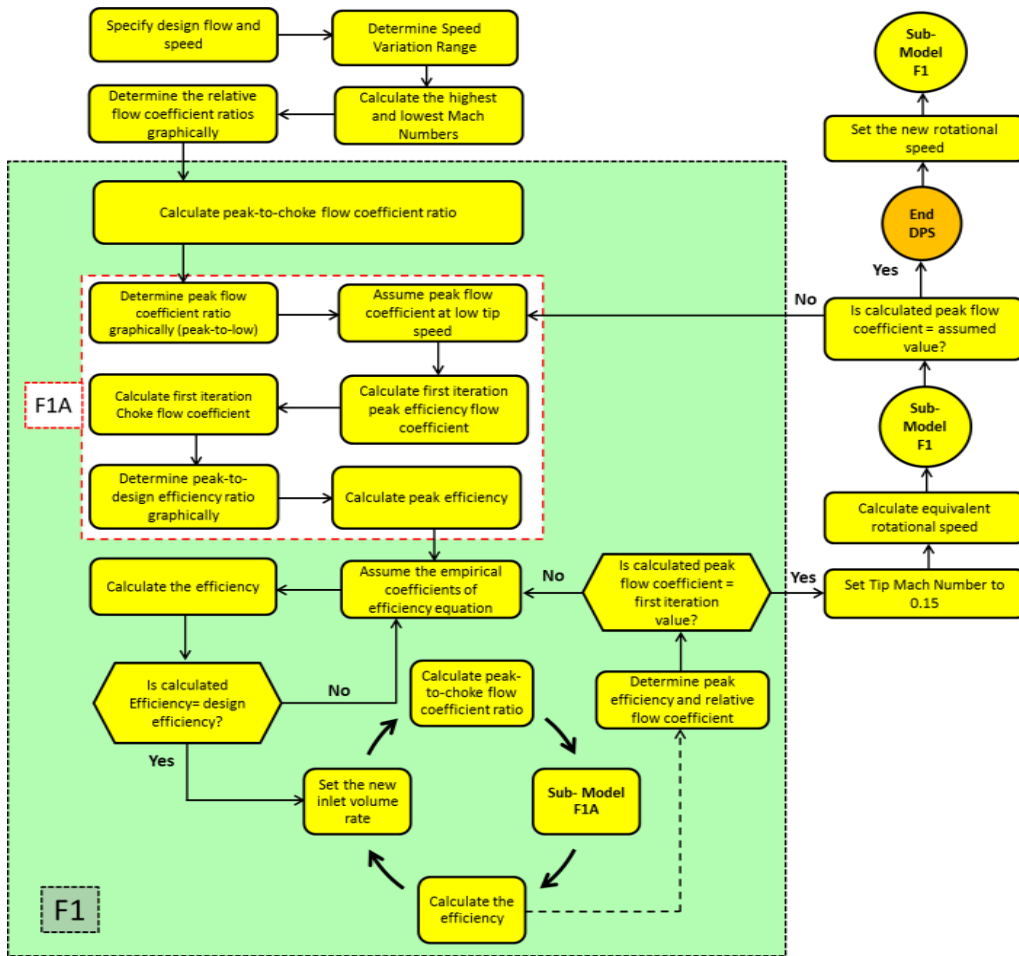 Specify design flow and
speed
Determine Speed
Variation Range
Sub-
Model
F1
Determine the relative
flow coefficient ratios
graphically
Calculate the highest
and lowest Mach
Numbers
Set the new rotational
speed
Calculate peak-to-choke flow coefficient ratio
End
DPS
Yes
No
Determine peak flow
coefficient ratio
graphically (peak-to-low)
Assume peak flow
coefficient at low tip
speed
Is calculated peak flow
coefficient = assumed
value?
F1A
Calculate first iteration
Choke flow coefficient
Calculate first iteration
peak efficiency flow
coefficient
Sub-
Model
F1
Determine peak-to-
design efficiency ratio
graphically
Calculate peak efficiency
Calculate equivalent
rotational speed
Calculate the efficiency
Assume the empirical
coefficients of
efficiency equation
No
Is calculated peak
flow coefficient =
first iteration
value?
Yes
Set Tip Mach Number to
0.15
Is calculated
Efficiency= design
efficiency?
No
Yes
Calculate peak-
to-choke flow
coefficient ratio
Determine peak
efficiency and relative
flow coefficient
Set the new
inlet volume
rate
Sub- Model
F1A
Calculate the
efficiency
F1